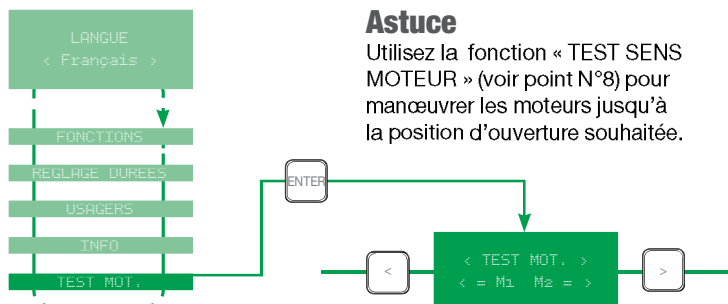 LANGUE
< Français >
FONCTIONS
REGLAGE DUREES
USAGERS
INFO
TEST MOT.
Astuce
Utilisez la fonction « TEST SENS
MOTEUR » (voir point N°8) pour
manœuvrer les moteurs jusqu'à
la position d'ouverture souhaitée.
ENTER
<
< TEST MOT. >
< = M1 M2 = >
>